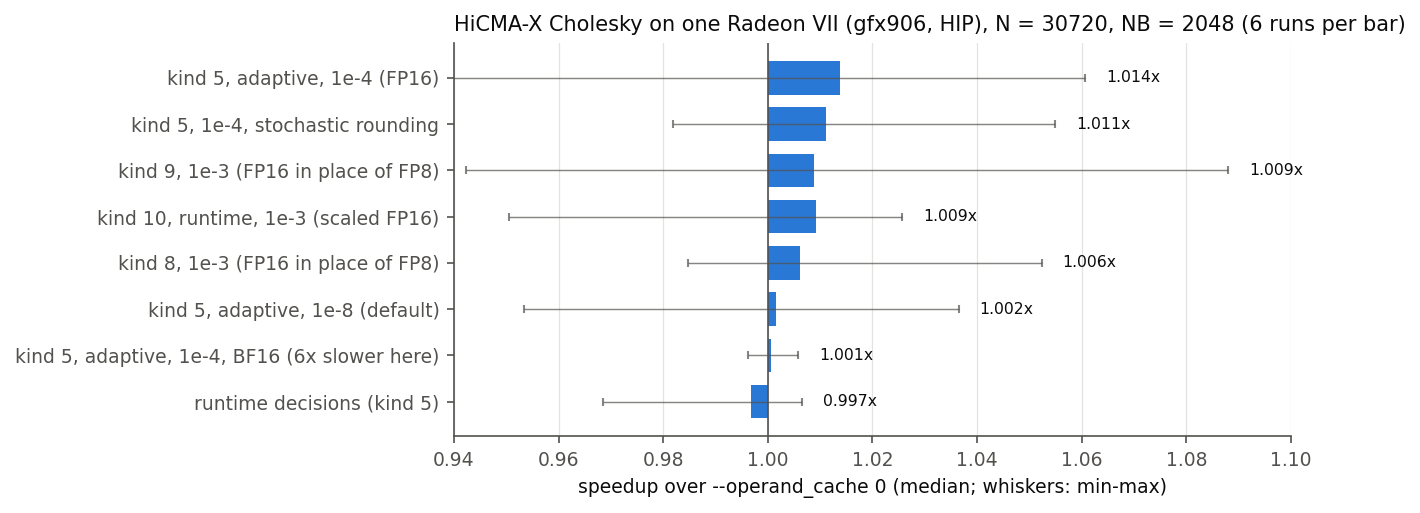 HiCMA-X Cholesky on one Radeon VII (gfx906, HIP), N = 30720, NB = 2048 (6 runs per bar)
kind 5, adaptive, 1e-4 (FP16)
1.014x
kind 5, 1e-4, stochastic rounding
1.011x
kind 9, 1e-3 (FP16 in place of FP8)
1.009x
kind 10, runtime, 1e-3 (scaled FP16)
1.009x
kind 8, 1e-3 (FP16 in place of FP8)
1.006x
kind 5, adaptive, 1e-8 (default)
1.002x
kind 5, adaptive, 1e-4, BF16 (6x slower here)
1.001x
runtime decisions (kind 5)
0.997x
0.94 0.96 0.98 1.00 1.02 1.04 1.06 1.08 1.10
speedup over --operand_cache 0 (median; whiskers: min-max)